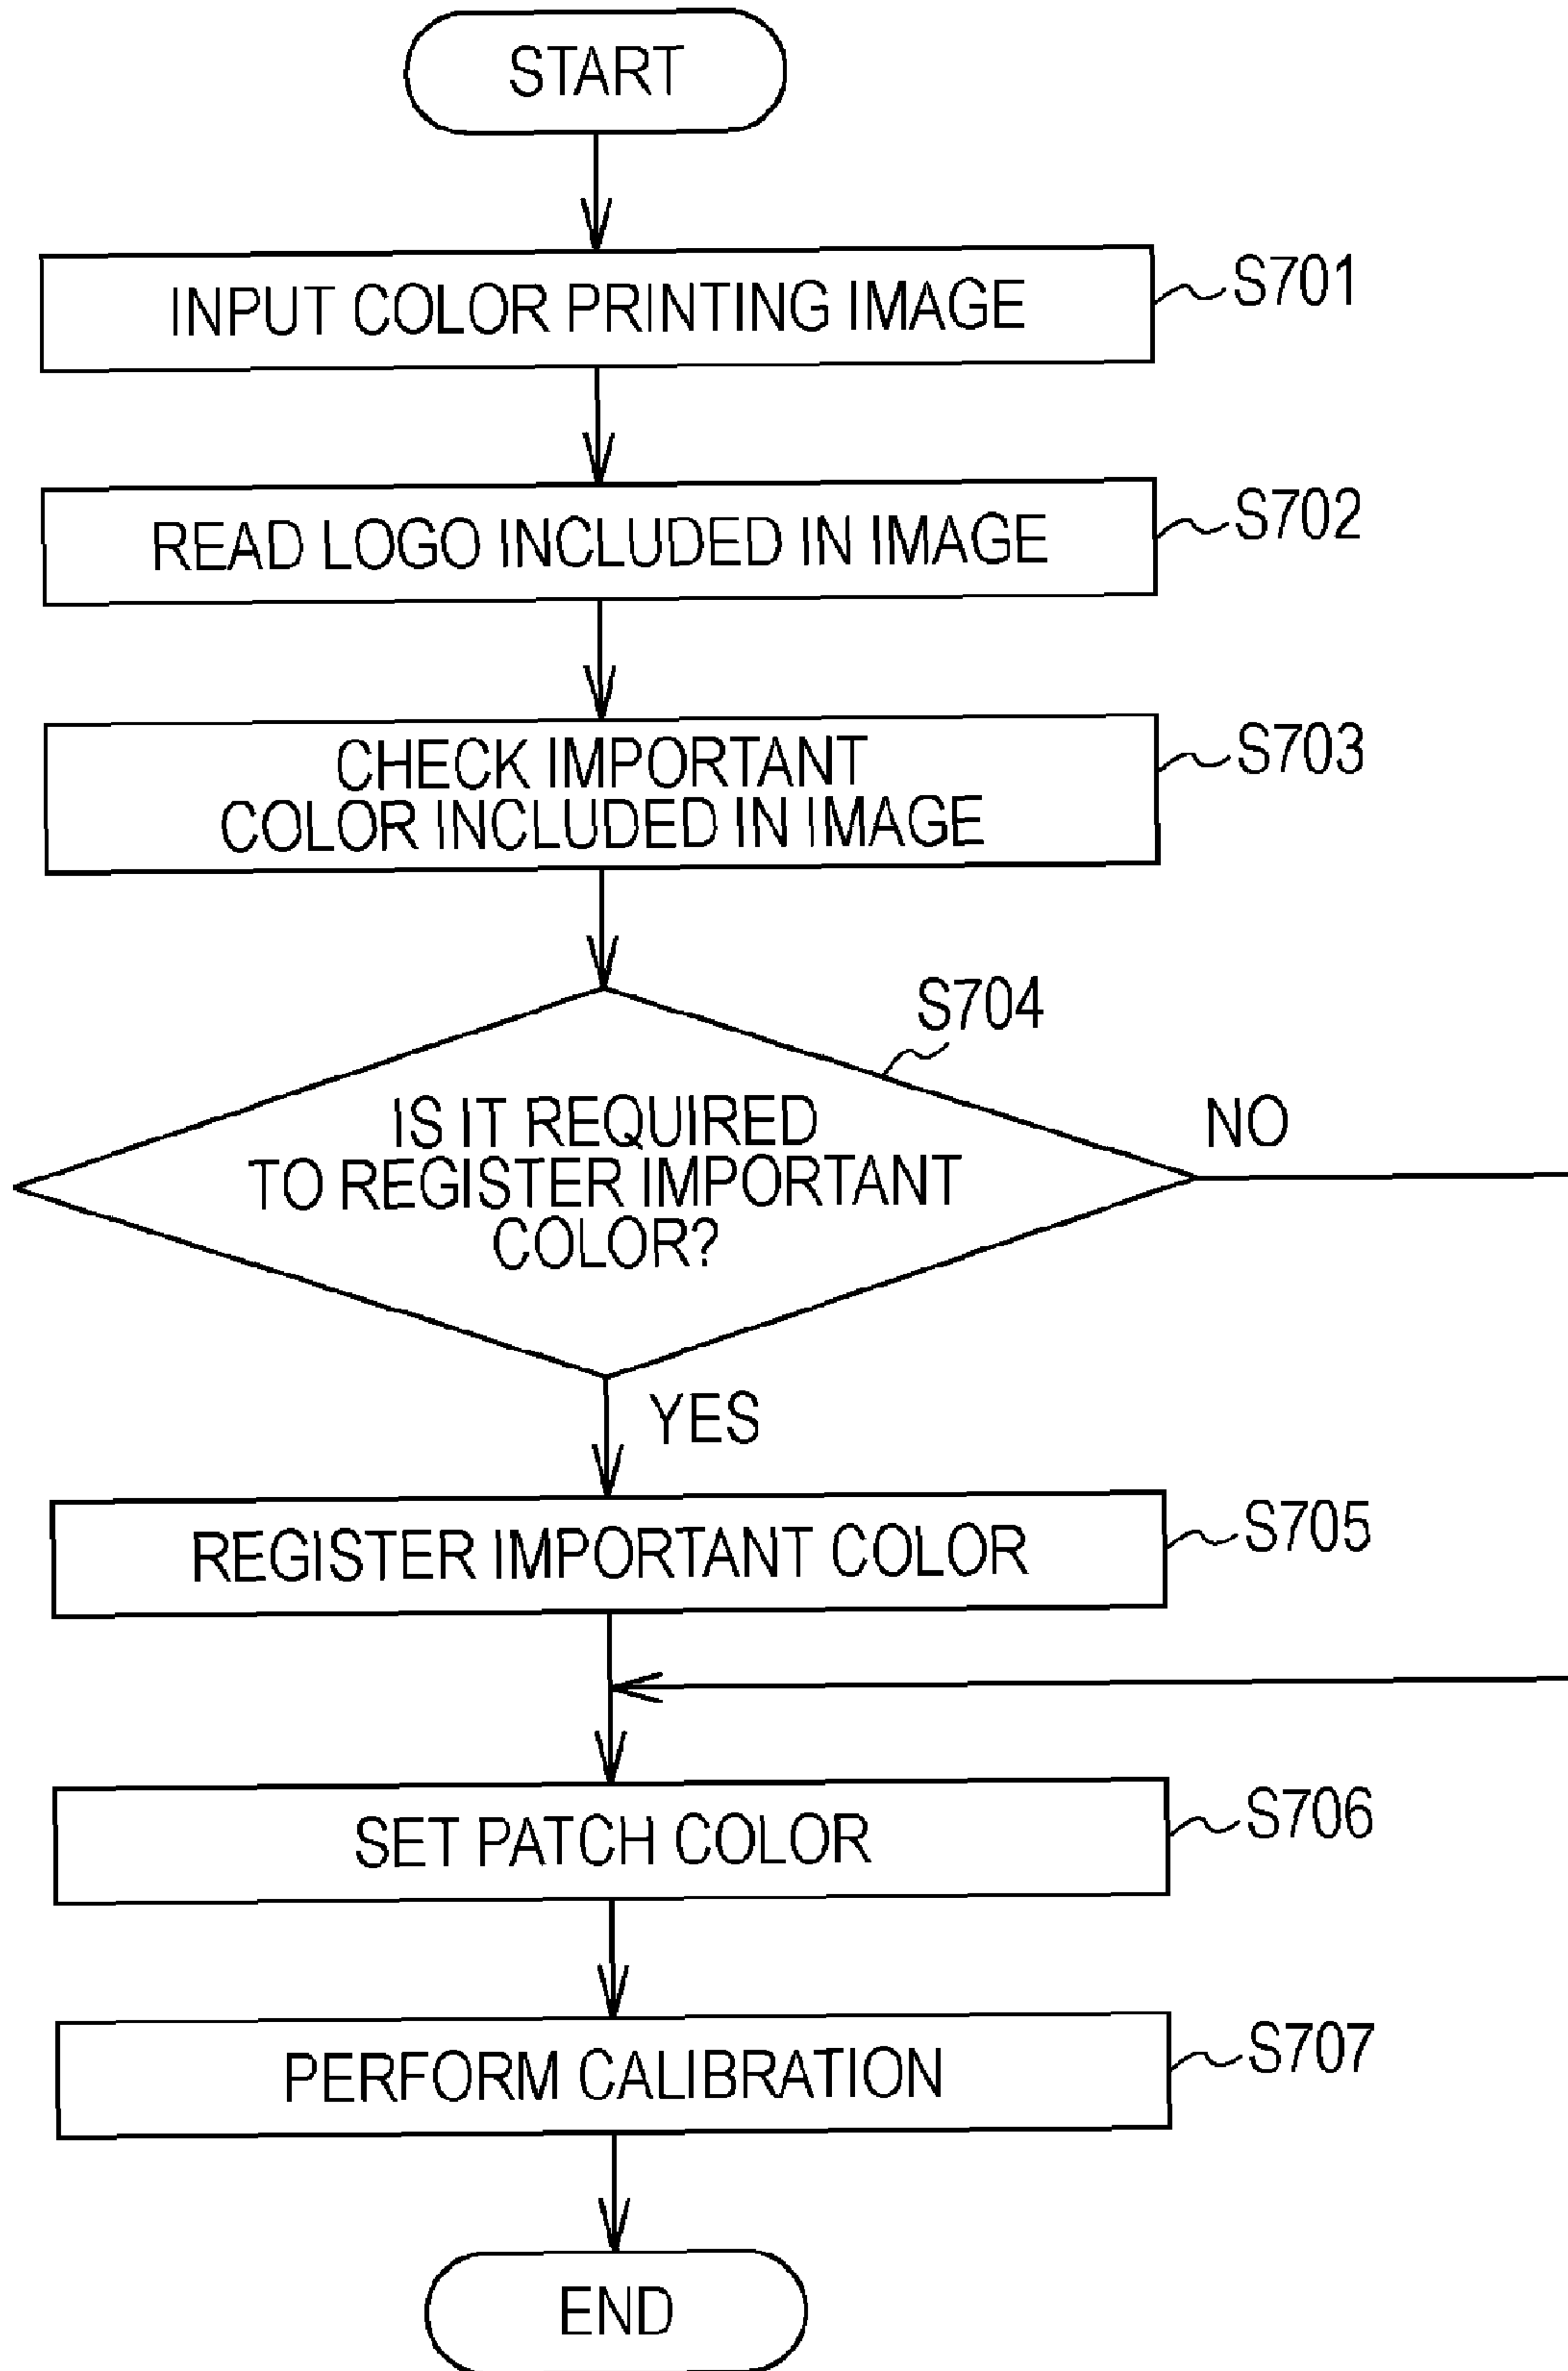 START
INPUT COLOR PRINTING IMAGE
S701
READ LOGO INCLUDED IN IMAGE
S702
CHECK IMPORTANT
COLOR INCLUDED IN IMAGE
S703
S704
IS IT REQUIRED
TO REGISTER IMPORTANT
COLOR?
NO
YES
REGISTER IMPORTANT COLOR
S705
SET PATCH COLOR
S706
PERFORM CALIBRATION
S707
END